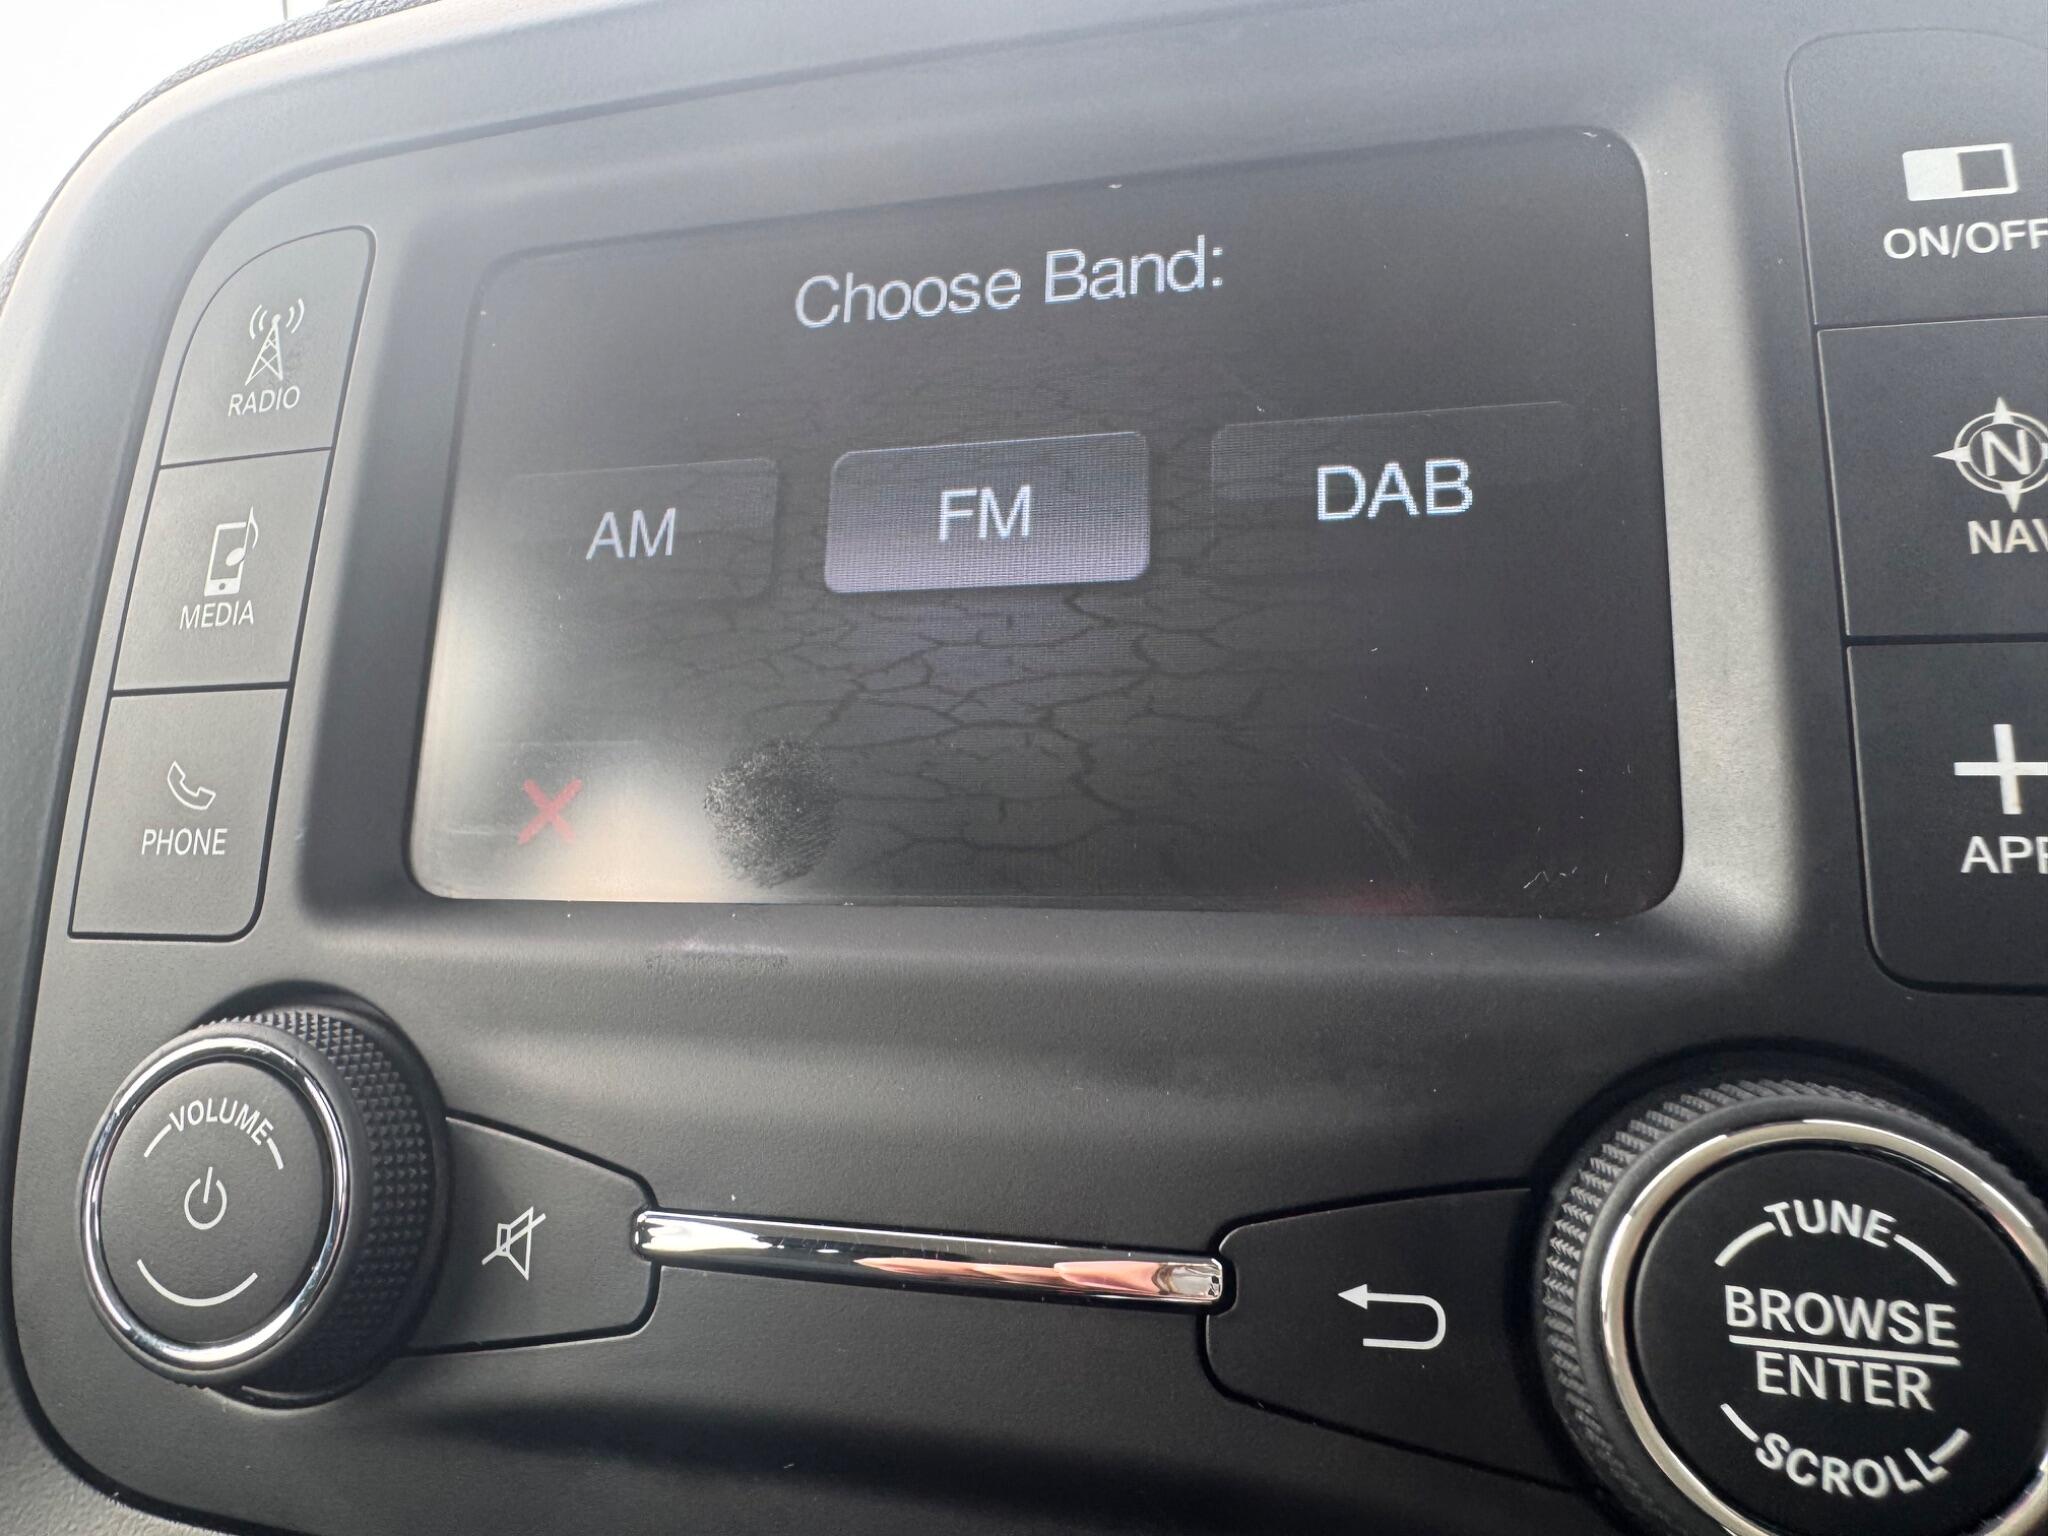 Choose Band:
AM
FM
DAB
RADIO
MEDIA
PHONE
ON/OFF
N
VOLUME
TUNE
BROWSE
ENTER
SCROLL